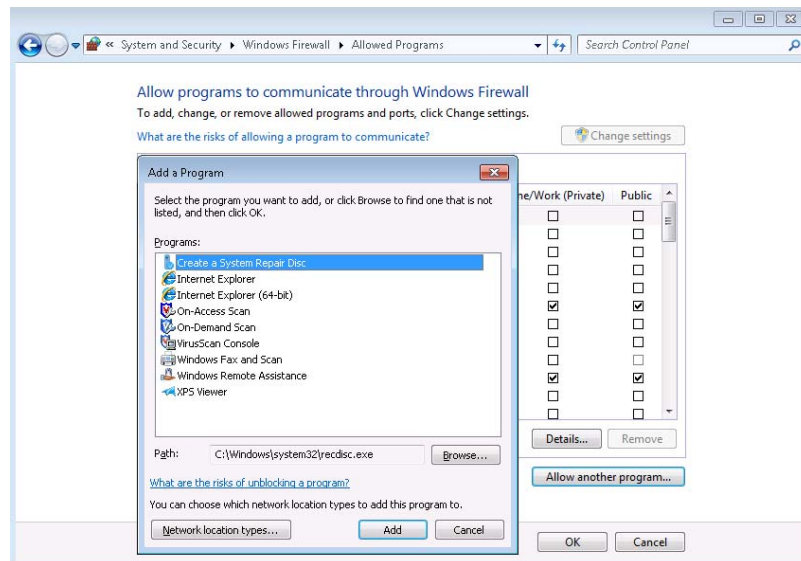 « System and Security ▸ Windows Firewall ▸ Allowed Programs
Search Control Panel
Allow programs to communicate through Windows Firewall
To add, change, or remove allowed programs and ports, click Change settings.
What are the risks of allowing a program to communicate?
Change settings
Add a Program
Select the program you want to add, or click Browse to find one that is not
listed, and then click OK.
Programs:
Create a System Repair Disc
Internet Explorer
Internet Explorer (64-bit)
On-Access Scan
On-Demand Scan
VirusScan Console
Windows Fax and Scan
Windows Remote Assistance
XPS Viewer
Path: C:\Windows\system32\recdisc.exe Browse...
What are the risks of unblocking a program?
You can choose which network location types to add this program to.
Network location types... Add Cancel
ne/Work (Private) Public
Details... Remove
Allow another program...
OK Cancel